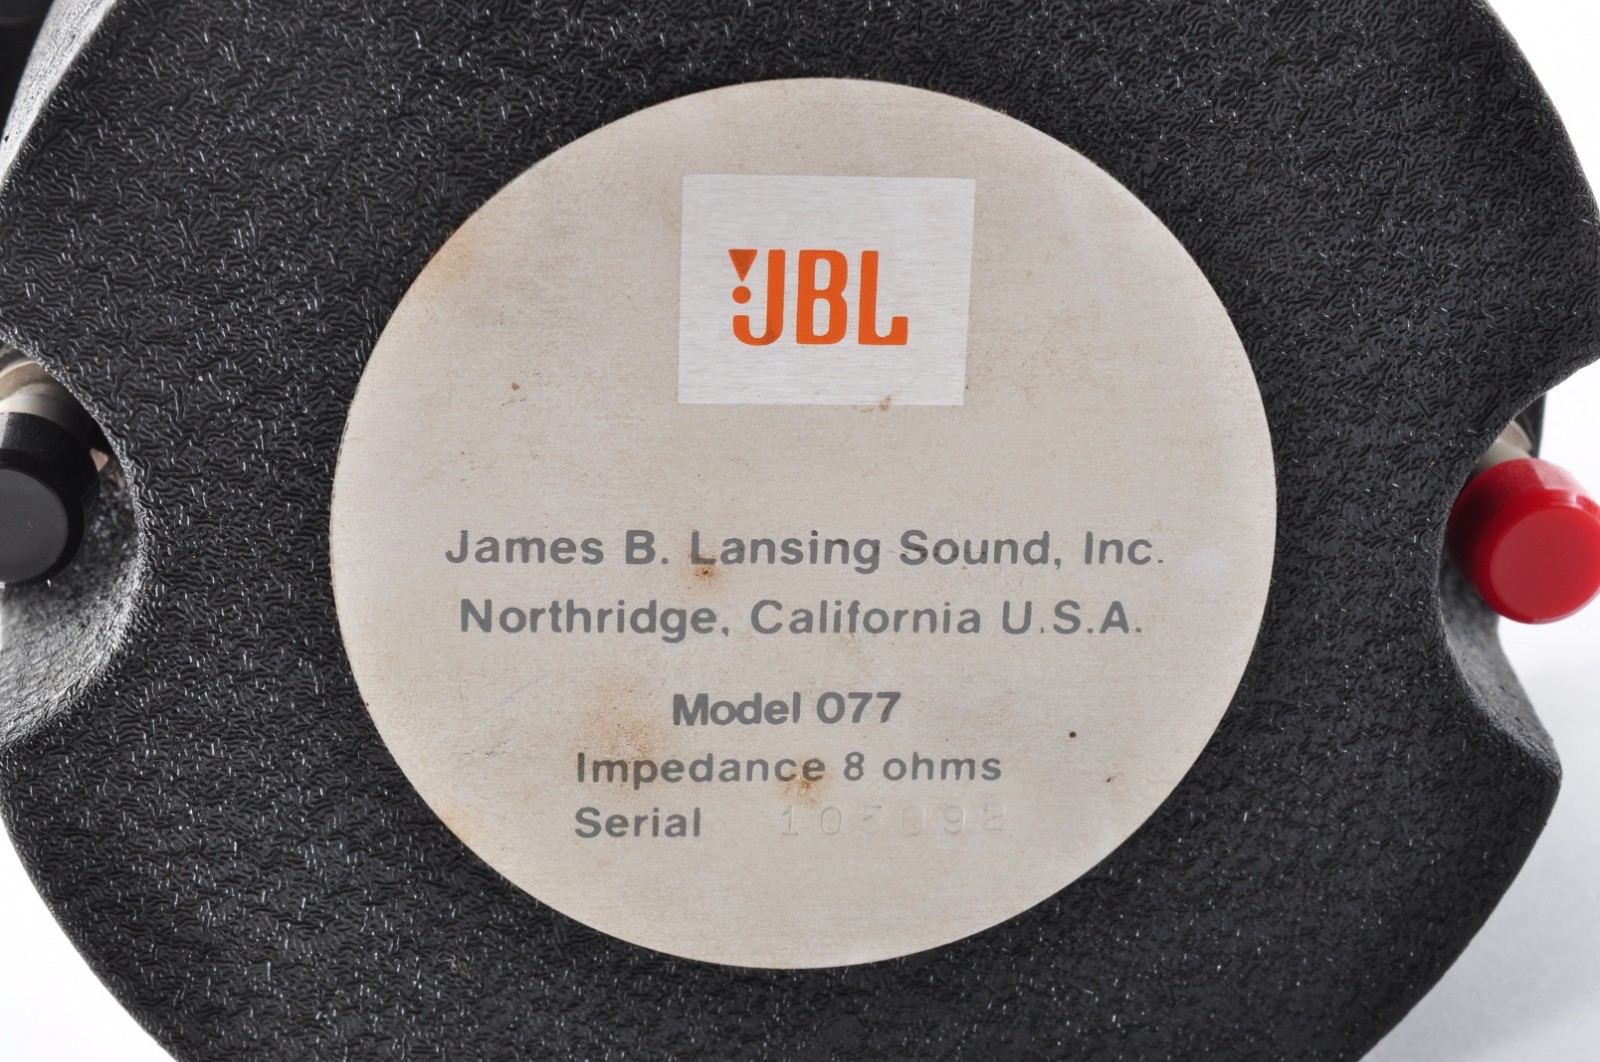 JBL
James B. Lansing Sound, Inc.
Northridge, California U.S.A.
Model 077
Impedance 8 ohms
Serial